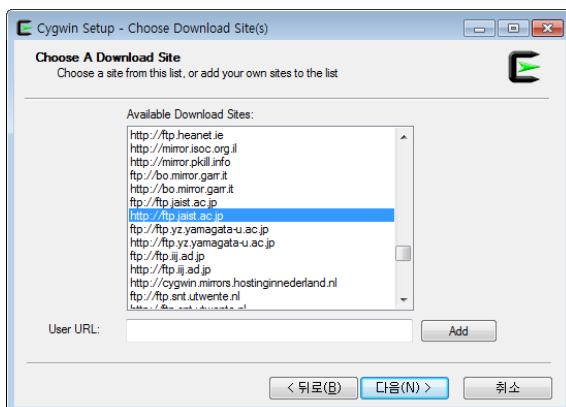 Cygwin Setup - Choose Download Site(s)
Choose A Download Site
Choose a site from this list, or add your own sites to the list
Available Download Sites:
http://ftp.heanet.ie
http://mirror.isoc.org.il
http://mirror.pkill.info
ftp://bo.mirror.garr.it
http://bo.mirror.garr.it
ftp://ftp.jaist.ac.jp
http://ftp.jaist.ac.jp
ftp://ftp.yz.yamagata-u.ac.jp
http://ftp.yz.yamagata-u.ac.jp
ftp://ftp.iij.ad.jp
http://ftp.iij.ad.jp
http://cygwin.mirrors.hostinginnederland.nl
ftp://ftp.snt.utwente.nl
User URL:
Add
< 뒤로(B)
다음(N) >
취소